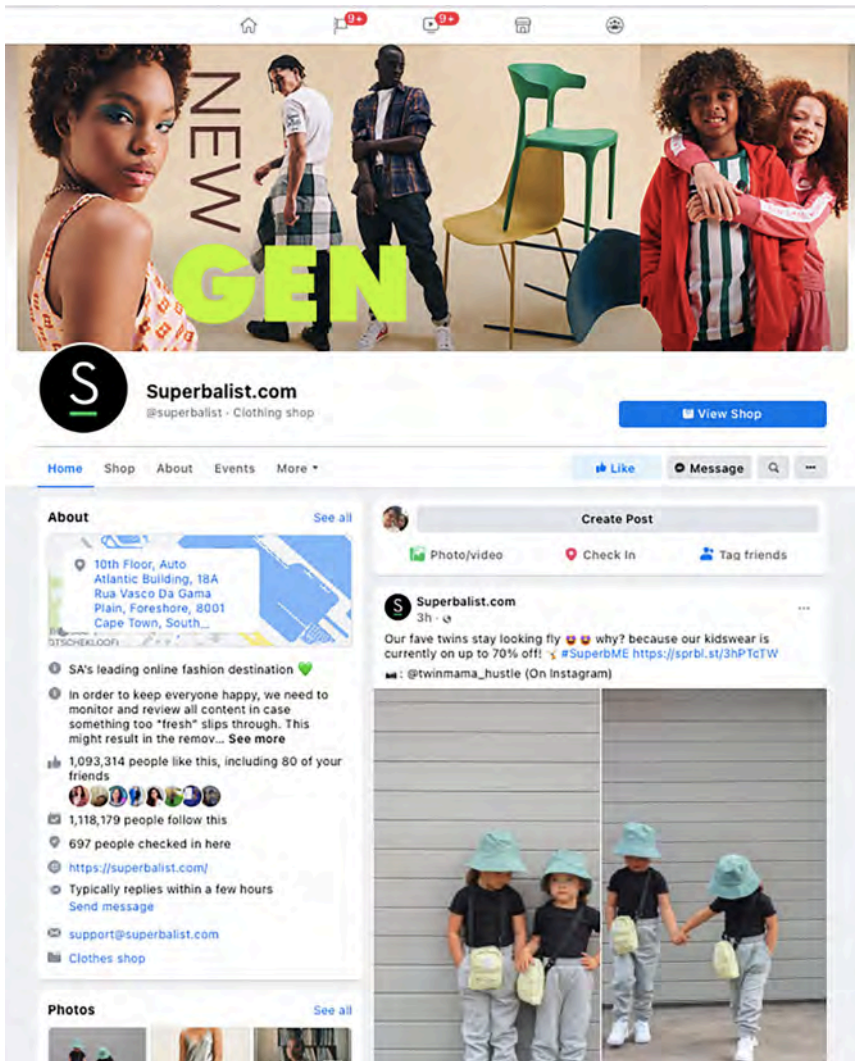 9+
9+
NEW
GEN
S
Superbalist.com
@superbalist · Clothing shop
View Shop
Home
Shop
About
Events
More
Like
Message
About
See all
10th Floor, Auto
Atlantic Building, 18A
Rua Vasco Da Gama
Plain, Foreshore, 8001
Cape Town, South...
SA's leading online fashion destination 💚
In order to keep everyone happy, we need to
monitor and review all content in case
something too "fresh" slips through. This
might result in the remov... See more
1,093,314 people like this, including 80 of your
friends
1,118,179 people follow this
697 people checked in here
https://superbalist.com/
Typically replies within a few hours
Send message
support@superbalist.com
Clothes shop
Photos
See all
Create Post
Photo/video
Check In
Tag friends
S
Superbalist.com
3h ·
Our fave twins stay looking fly why? because our kidswear is
currently on up to 70% off! #SuperbME https://sprbl.st/3hPTcTW
: @twinmama_hustle (On Instagram)